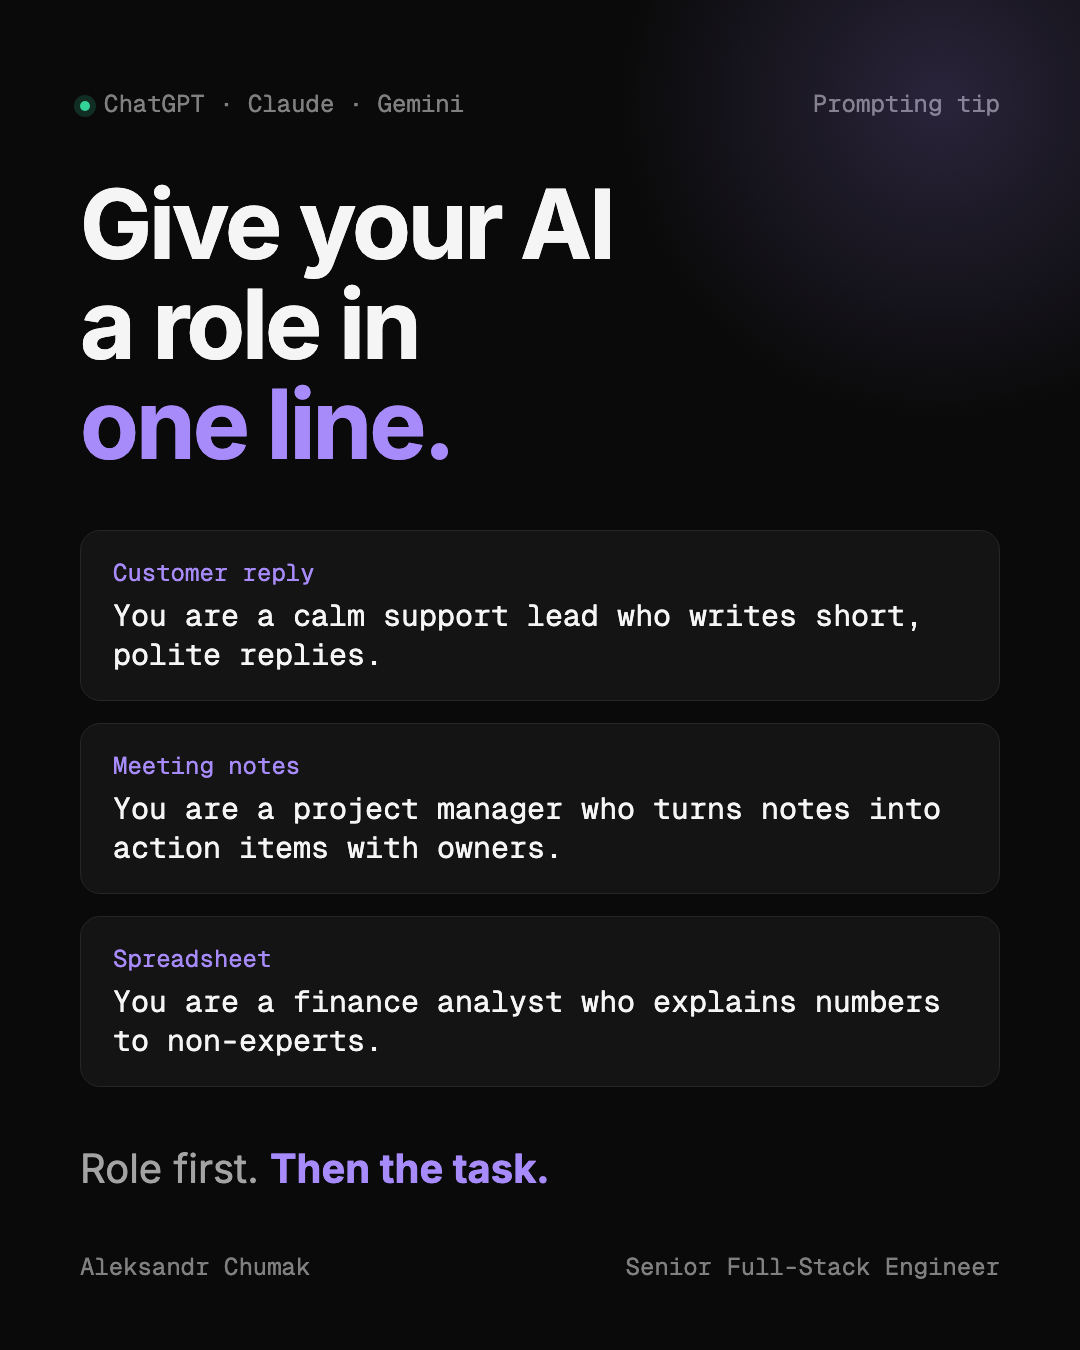 ChatGPT · Claude · Gemini
Prompting tip
Give your AI
a role in
one line.
Customer reply
You are a calm support lead who writes short,
polite replies.
Meeting notes
You are a project manager who turns notes into
action items with owners.
Spreadsheet
You are a finance analyst who explains numbers
to non-experts.
Role first. Then the task.
Aleksandr Chumak
Senior Full-Stack Engineer